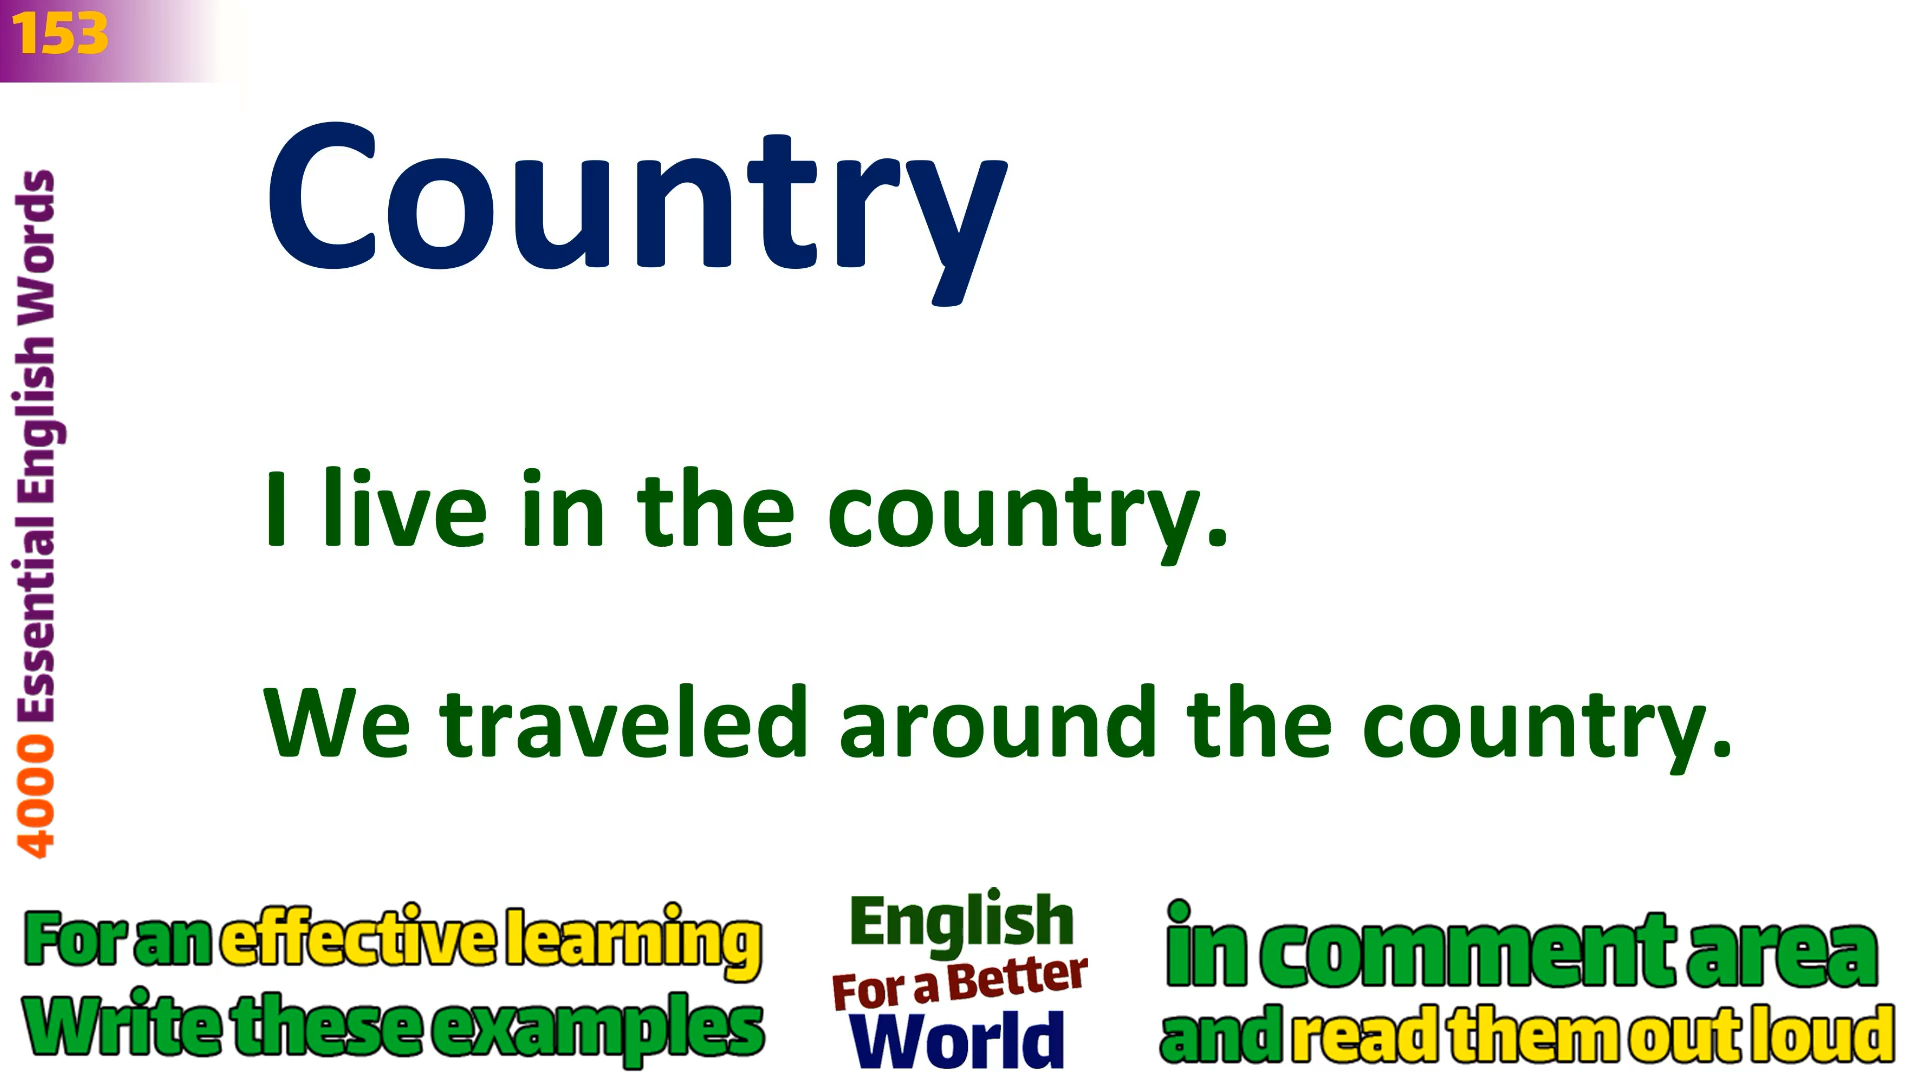 153
4000 Essential English Words
Country
I live in the country.
We traveled around the country.
For an effective learning
Write these examples
English
For a Better
World
in comment area
and read them out loud